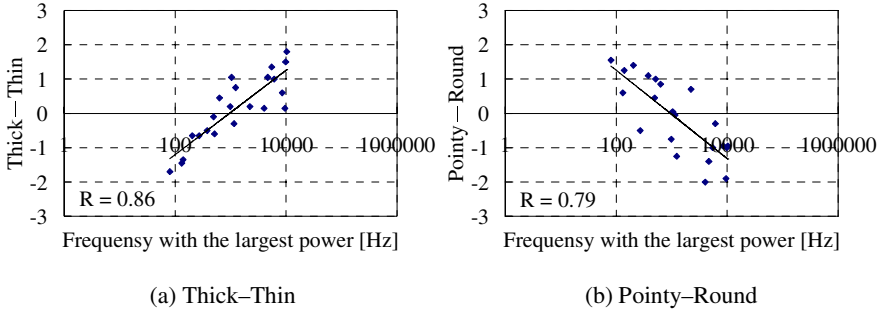 3
2
1
0
-1
-2
-3
Thick—Thin
1
100
10000
1000000
R = 0.86
Frequensy with the largest power [Hz]
(a) Thick–Thin
3
2
1
0
-1
-2
-3
Pointy—Round
1
100
10000
1000000
R = 0.79
Frequensy with the largest power [Hz]
(b) Pointy–Round